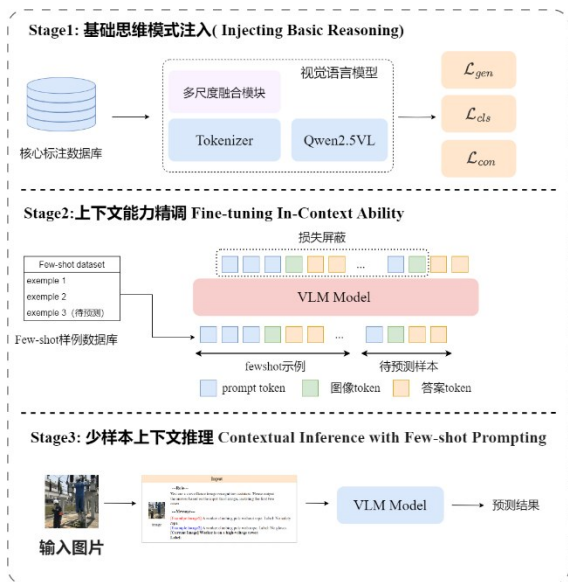 Stage1: 基础思维模式注入( Injecting Basic Reasoning)
视觉语言模型
多尺度融合模块
Tokenizer
Qwen2.5VL
核心标注数据库
𝓛gen
𝓛cls
𝓛con
Stage2:上下文能力精调 Fine-tuning In-Context Ability
损失屏蔽
...
Few-shot dataset
exemple 1
exemple 2
exemple 3（待预测）
VLM Model
Few-shot样例数据库
...
fewshot示例
待预测样本
prompt token
图像token
答案token
Stage3: 少样本上下文推理 Contextual Inference with Few-shot Prompting
Input
VLM Model
预测结果
输入图片